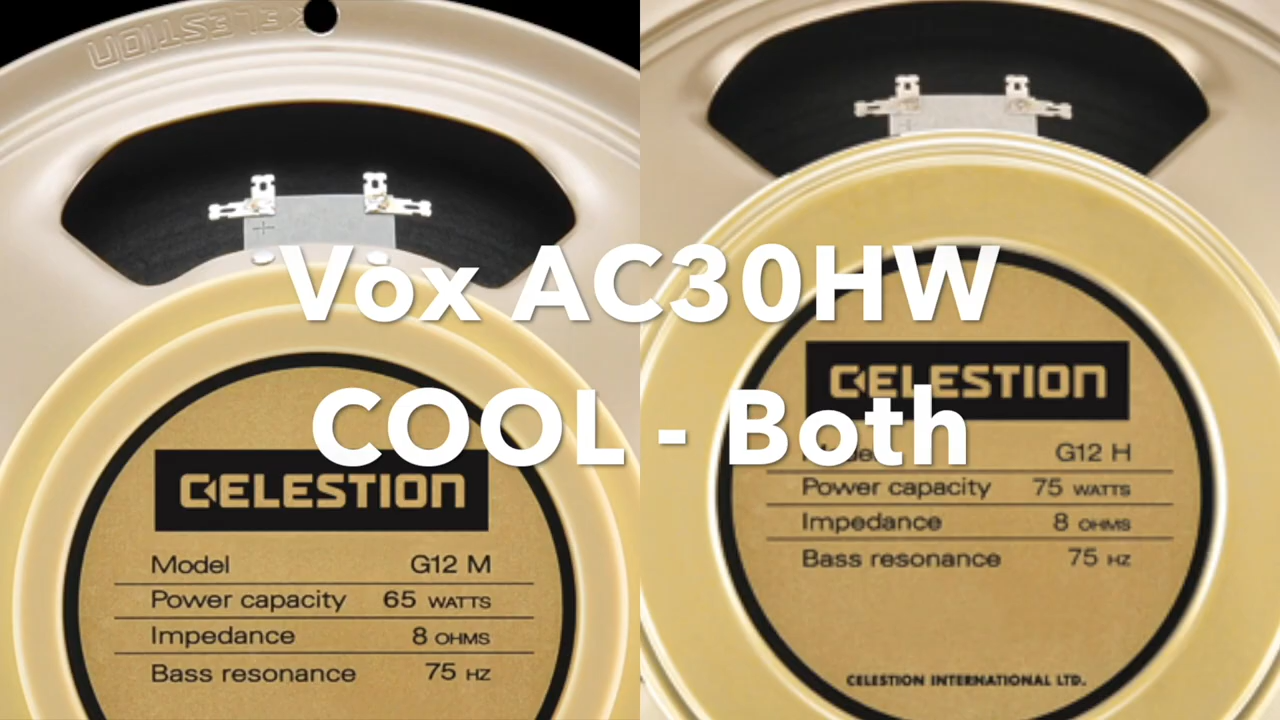 CELESTION
Vox AC30HW
COOL - Both
CELESTION
Model G12 M
Power capacity 65 WATTS
Impedance 8 OHMS
Bass resonance 75 HZ
CELESTION
Model G12 H
Power capacity 75 WATTS
Impedance 8 OHMS
Bass resonance 75 HZ
CELESTION INTERNATIONAL LTD.